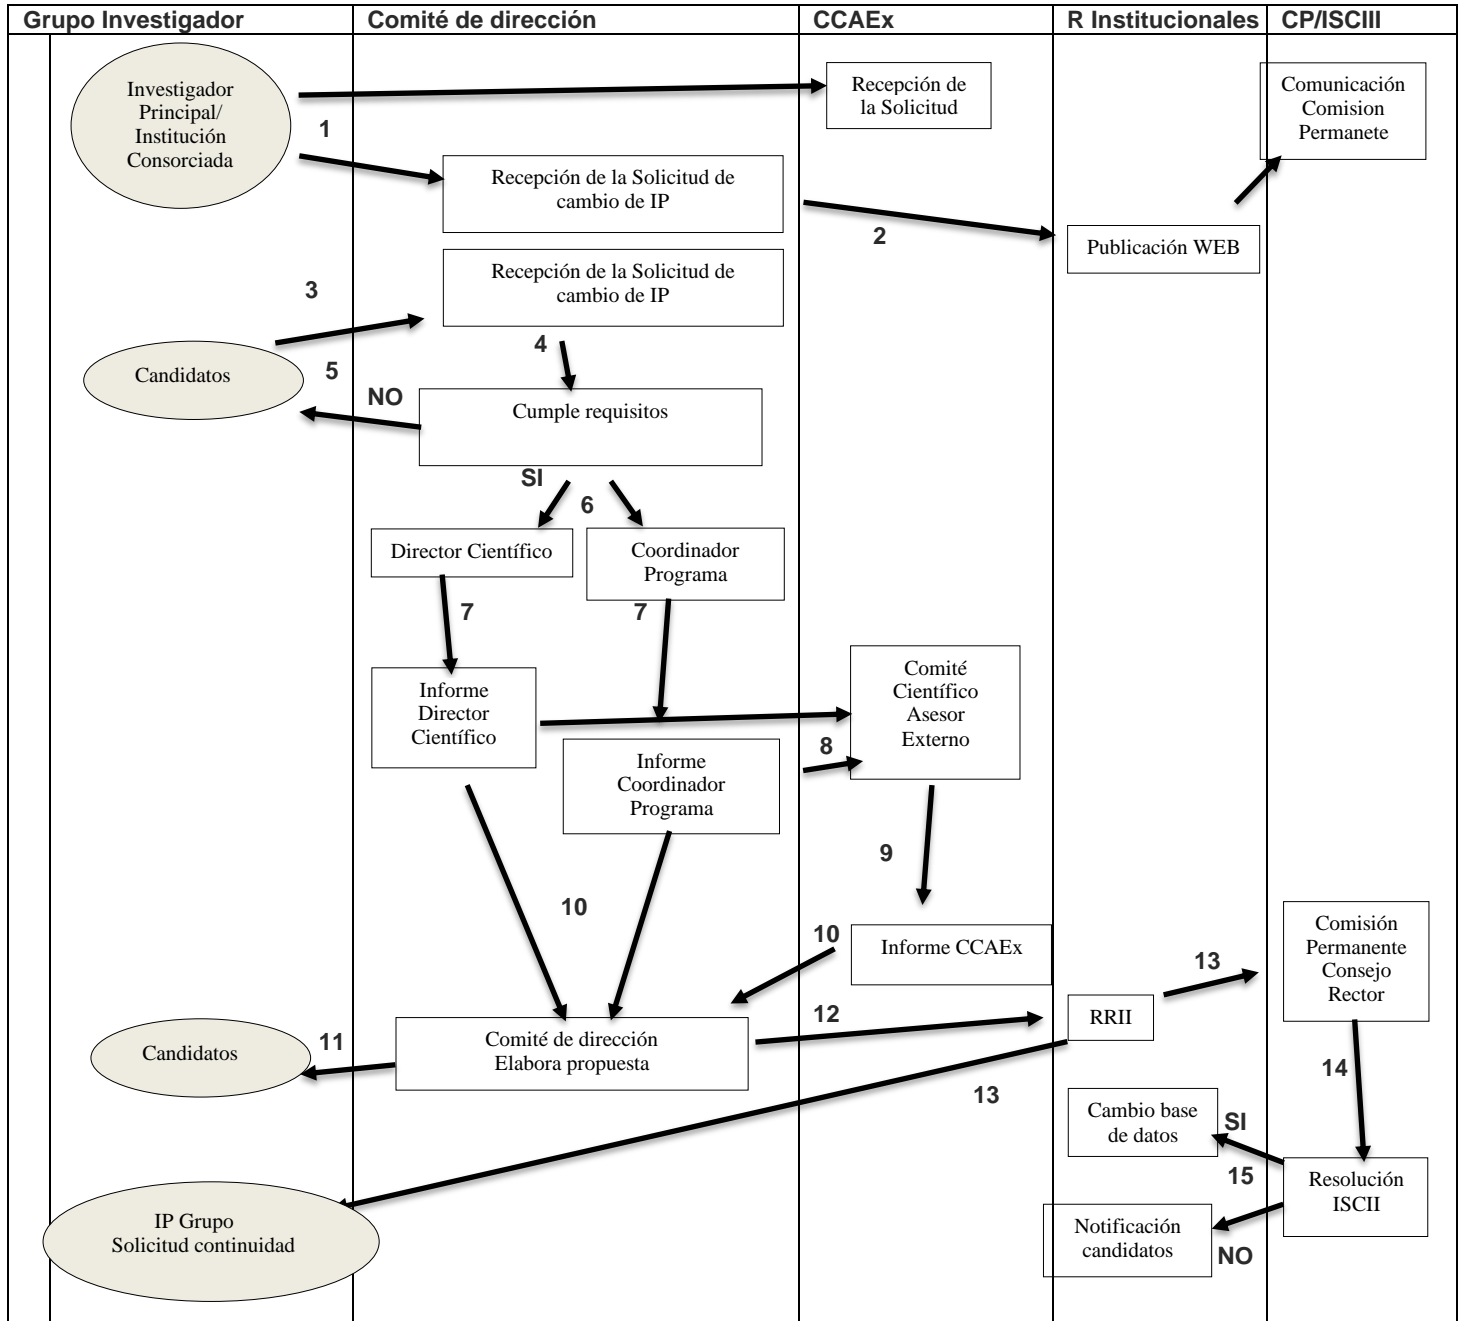 Grupo Investigador
Comité de dirección
CCAEx
R Institucionales
CP/ISCIII
Investigador
Principal/
Institución
Consorciada
1
Recepción de
la Solicitud
Comunicación
Comision
Permanete
Recepción de la Solicitud de
cambio de IP
2
Publicación WEB
3
Recepción de la Solicitud de
cambio de IP
4
Candidatos
5
NO
Cumple requisitos
SI
6
Director Científico
Coordinador
Programa
7
7
Informe
Director
Científico
Comité
Científico
Asesor
Externo
Informe
Coordinador
Programa
8
9
10
10
Informe CCAEx
Comisión
Permanente
Consejo
Rector
13
Candidatos
11
Comité de dirección
Elabora propuesta
12
RRII
14
13
Cambio base
de datos
SI
15
Resolución
ISCII
IP Grupo
Solicitud continuidad
Notificación
candidatos
NO